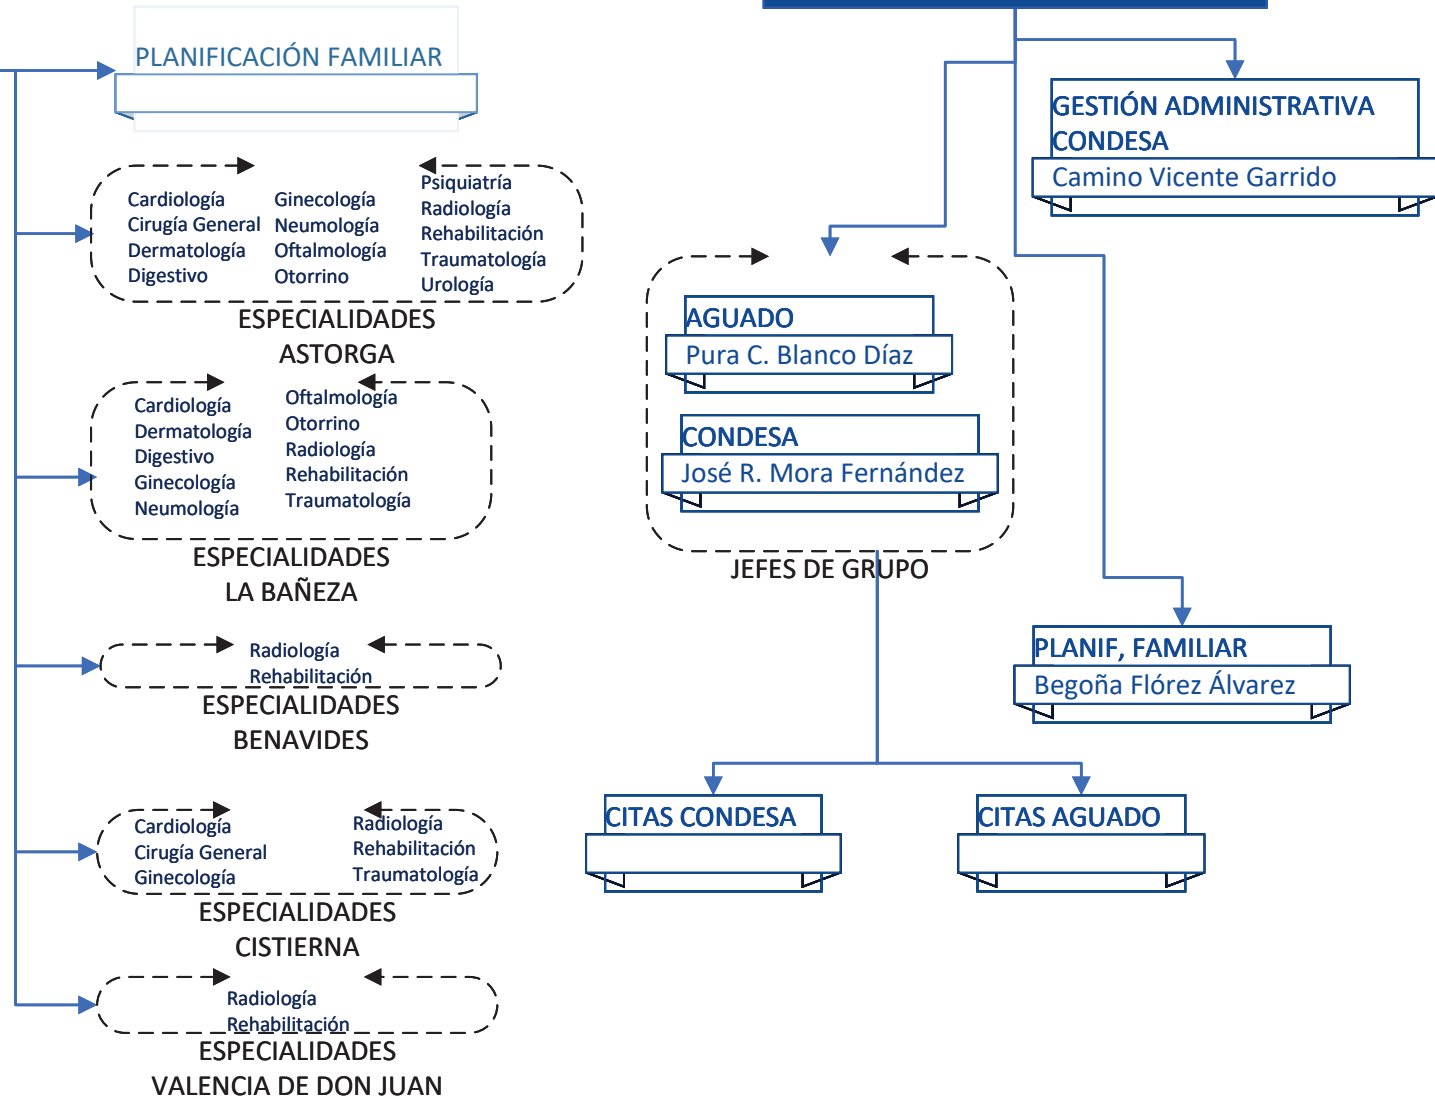 PLANIFICACIÓN FAMILIAR
Cardiología
Cirugía General
Dermatología
Digestivo
Ginecología
Neumología
Oftalmología
Otorrino
Psiquiatría
Radiología
Rehabilitación
Traumatología
Urología
ESPECIALIDADES
ASTORGA
Cardiología
Dermatología
Digestivo
Ginecología
Neumología
Oftalmología
Otorrino
Radiología
Rehabilitación
Traumatología
ESPECIALIDADES
LA BAÑEZA
Radiología
Rehabilitación
ESPECIALIDADES
BENAVIDES
Cardiología
Cirugía General
Ginecología
Radiología
Rehabilitación
Traumatología
ESPECIALIDADES
CISTIERNA
Radiología
Rehabilitación
ESPECIALIDADES
VALENCIA DE DON JUAN
GESTIÓN ADMINISTRATIVA
CONDESA
Camino Vicente Garrido
AGUADO
Pura C. Blanco Díaz
CONDESA
José R. Mora Fernández
JEFES DE GRUPO
PLANIF, FAMILIAR
Begoña Flórez Álvarez
CITAS CONDESA
CITAS AGUADO